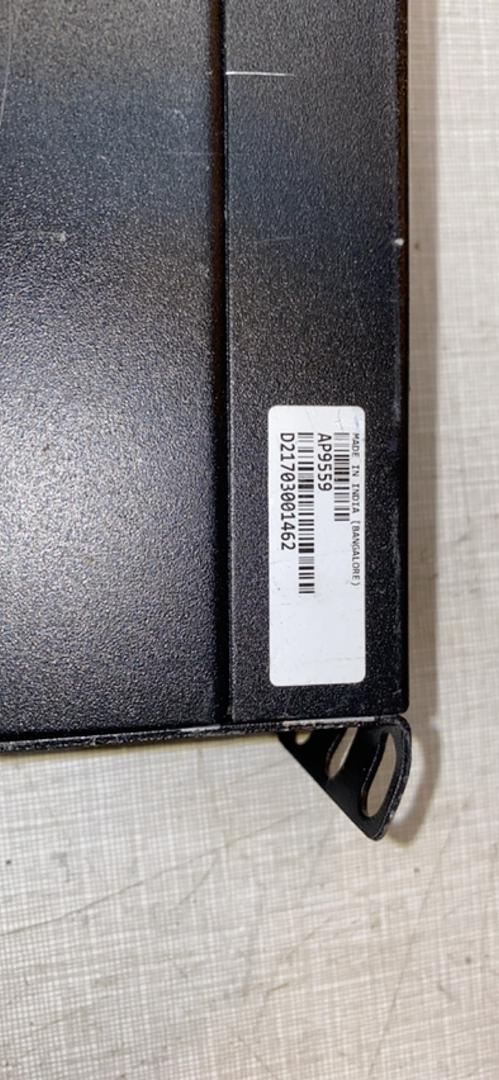 MADE IN INDIA (BANGALORE)
AP9559
D21703001462